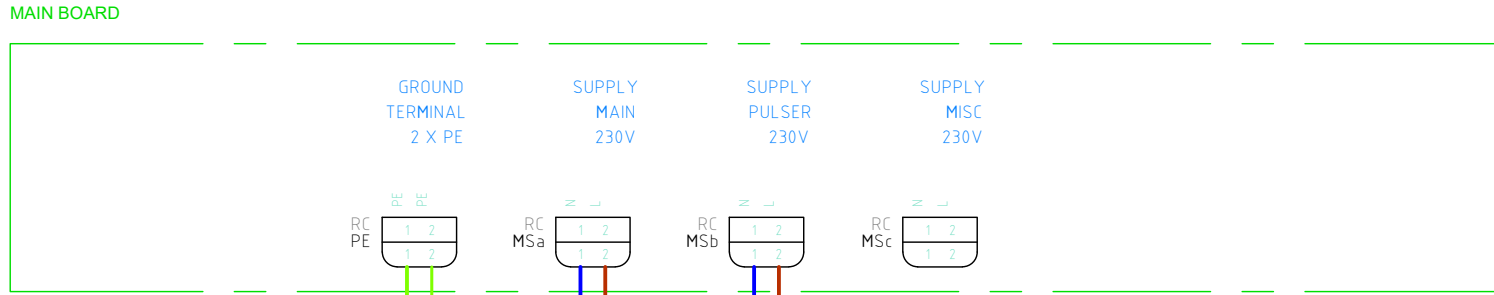 MAIN BOARD
GROUND
TERMINAL
2 X PE
SUPPLY
MAIN
230V
SUPPLY
PULSER
230V
SUPPLY
MISC
230V
PE PE
RC
PE
1 2
1 2
N L
RC
MSa
1 2
1 2
N L
RC
MSb
1 2
1 2
N L
RC
MSc
1 2
1 2